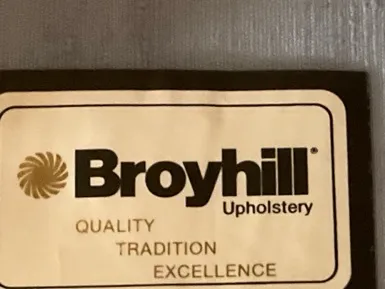 Broyhill®
Upholstery
QUALITY
TRADITION
EXCELLENCE